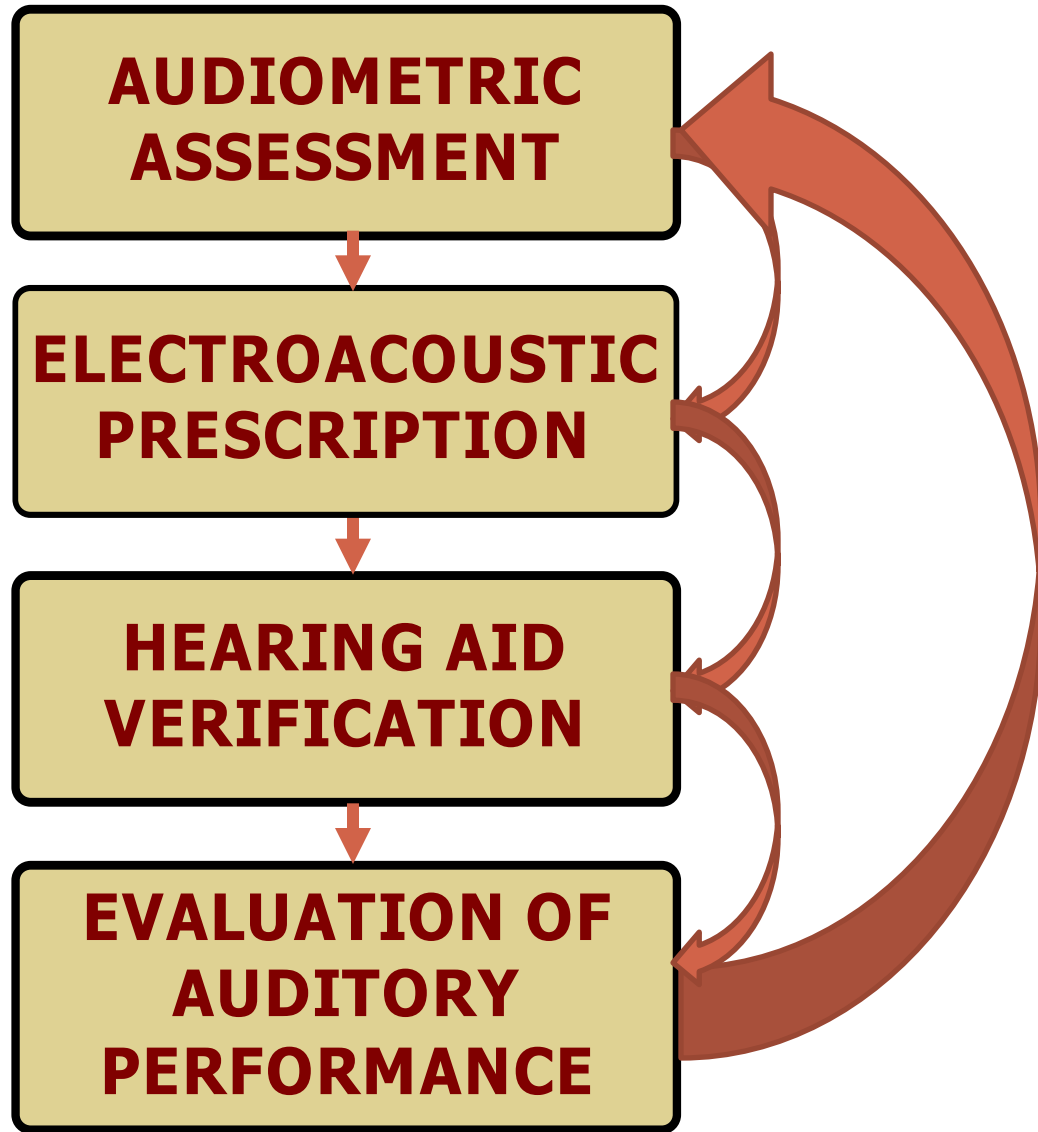 AUDIOMETRIC
ASSESSMENT
ELECTROACOUSTIC
PRESCRIPTION
HEARING AID
VERIFICATION
EVALUATION OF
AUDITORY
PERFORMANCE